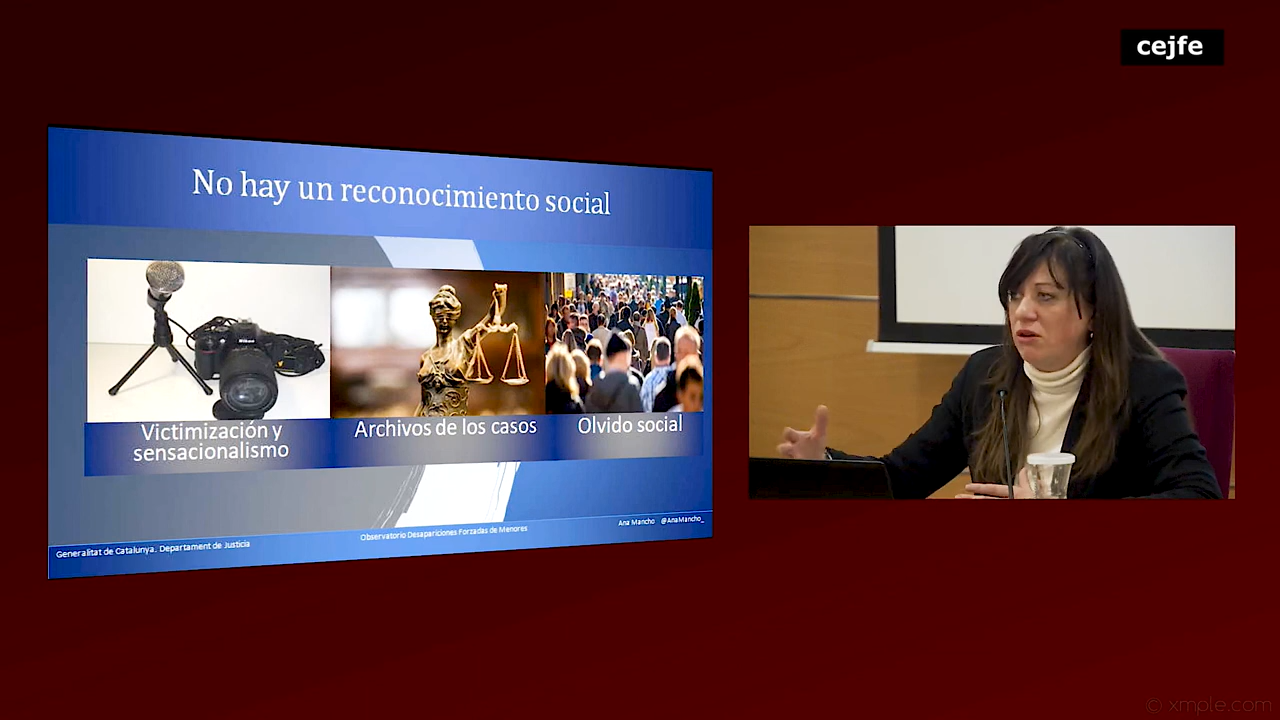 cejfe
No hay un reconocimiento social
Victimización y
sensacionalismo
Archivos de los casos
Olvido social
Generalitat de Catalunya. Departament de Justicia
Observatorio Desapariciones Forzadas de Menores
Ana Mancho @AnaMancho_
© xmple.com